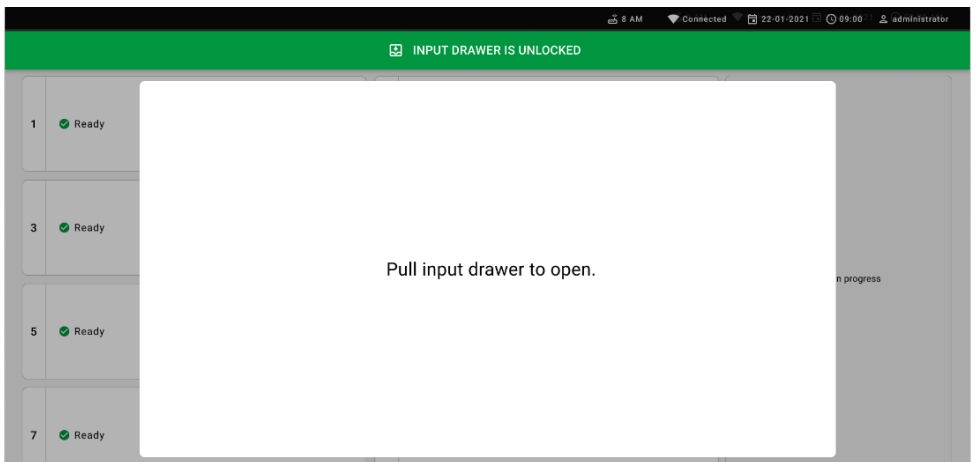 8 AM Connected 22-01-2021 09:00 administrator
INPUT DRAWER IS UNLOCKED
1 Ready
3 Ready
Pull input drawer to open.
n progress
5 Ready
7 Ready